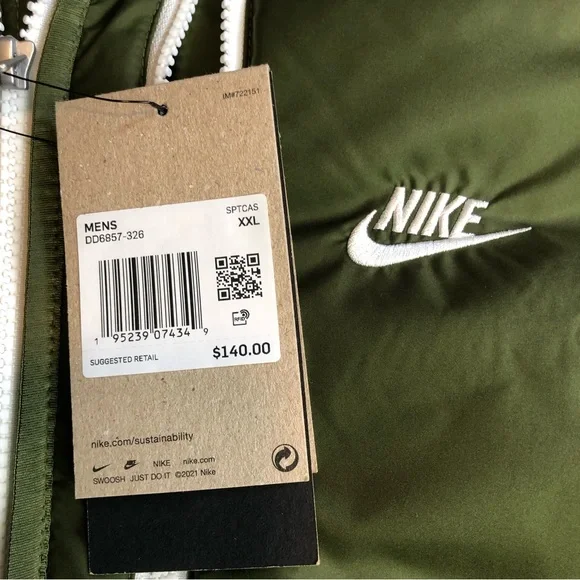 IM#722151
SPTCAS
MENS XXL
DD6857-326
RFID
1 95239 07434 9
SUGGESTED RETAIL $140.00
nike.com/sustainability
NIKE nike.com
SWOOSH JUST DO IT ©2021 Nike
NIKE